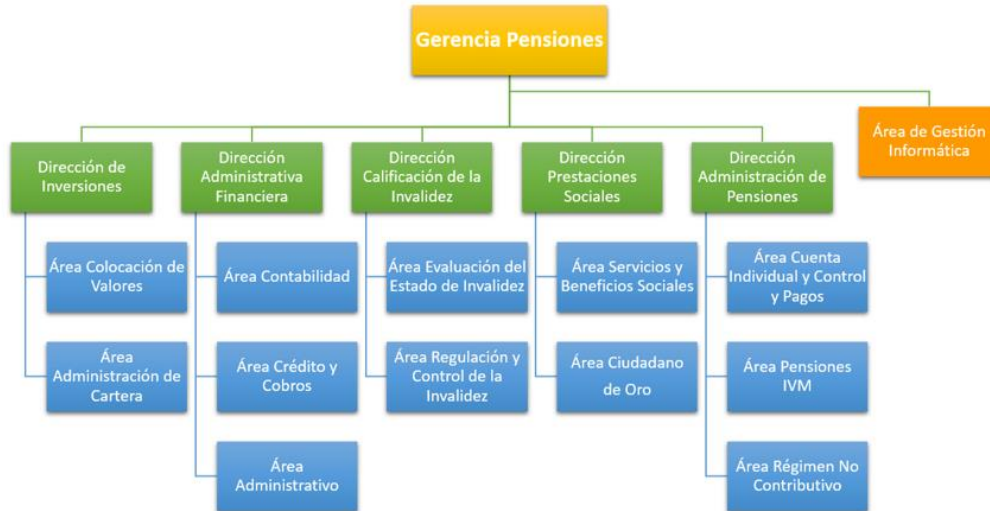 Gerencia Pensiones
Área de Gestión
Informática
Dirección de
Inversiones
Dirección
Administrativa
Financiera
Dirección
Calificación de la
Invalidez
Dirección
Prestaciones
Sociales
Dirección
Administración de
Pensiones
Área Colocación de
Valores
Área Contabilidad
Área Evaluación del
Estado de Invalidez
Área Servicios y
Beneficios Sociales
Área Cuenta
Individual y Control
y Pagos
Área
Administración de
Cartera
Área Crédito y
Cobros
Área Regulación y
Control de la
Invalidez
Área Ciudadano
de Oro
Área Pensiones
IVM
Área
Administrativo
Área Régimen No
Contributivo